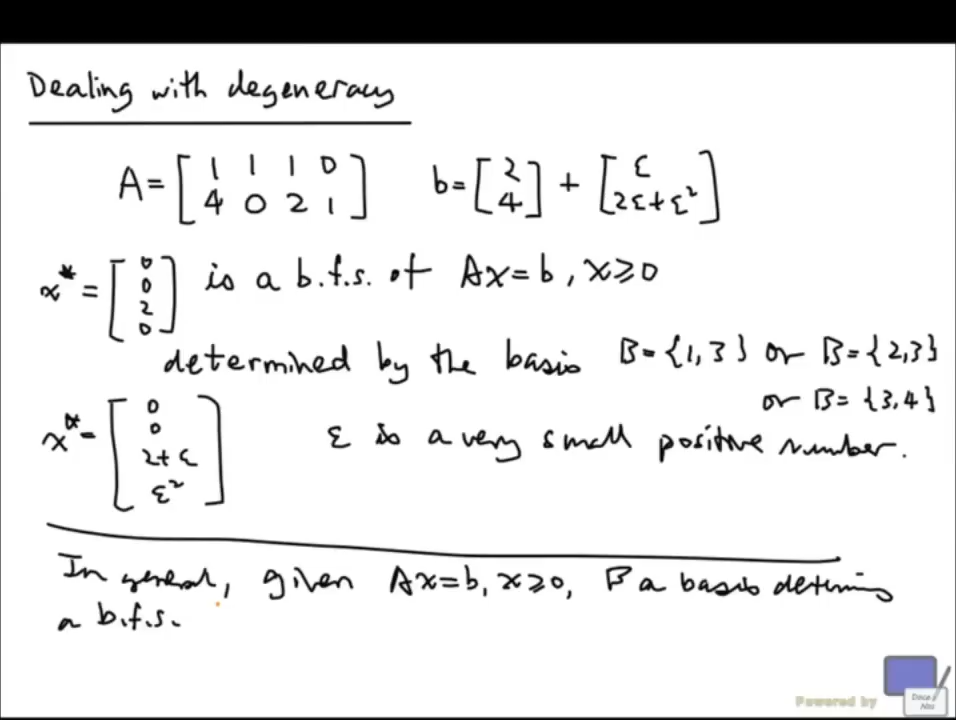 Dealing with degeneracy
A = [1 1 1 0; 4 0 2 1] b = [2; 4] + [ε; 2ε+ε²]
x* = [0; 0; 2; 0] is a b.f.s. of Ax=b, x≥0
determined by the basis B={1,3} or B={2,3}
or B={3,4}
x* = [0; 0; 2+ε; ε²] ε is a very small positive number.
In general, given Ax=b, x≥0, B a basis determining
a b.f.s.
Powered by